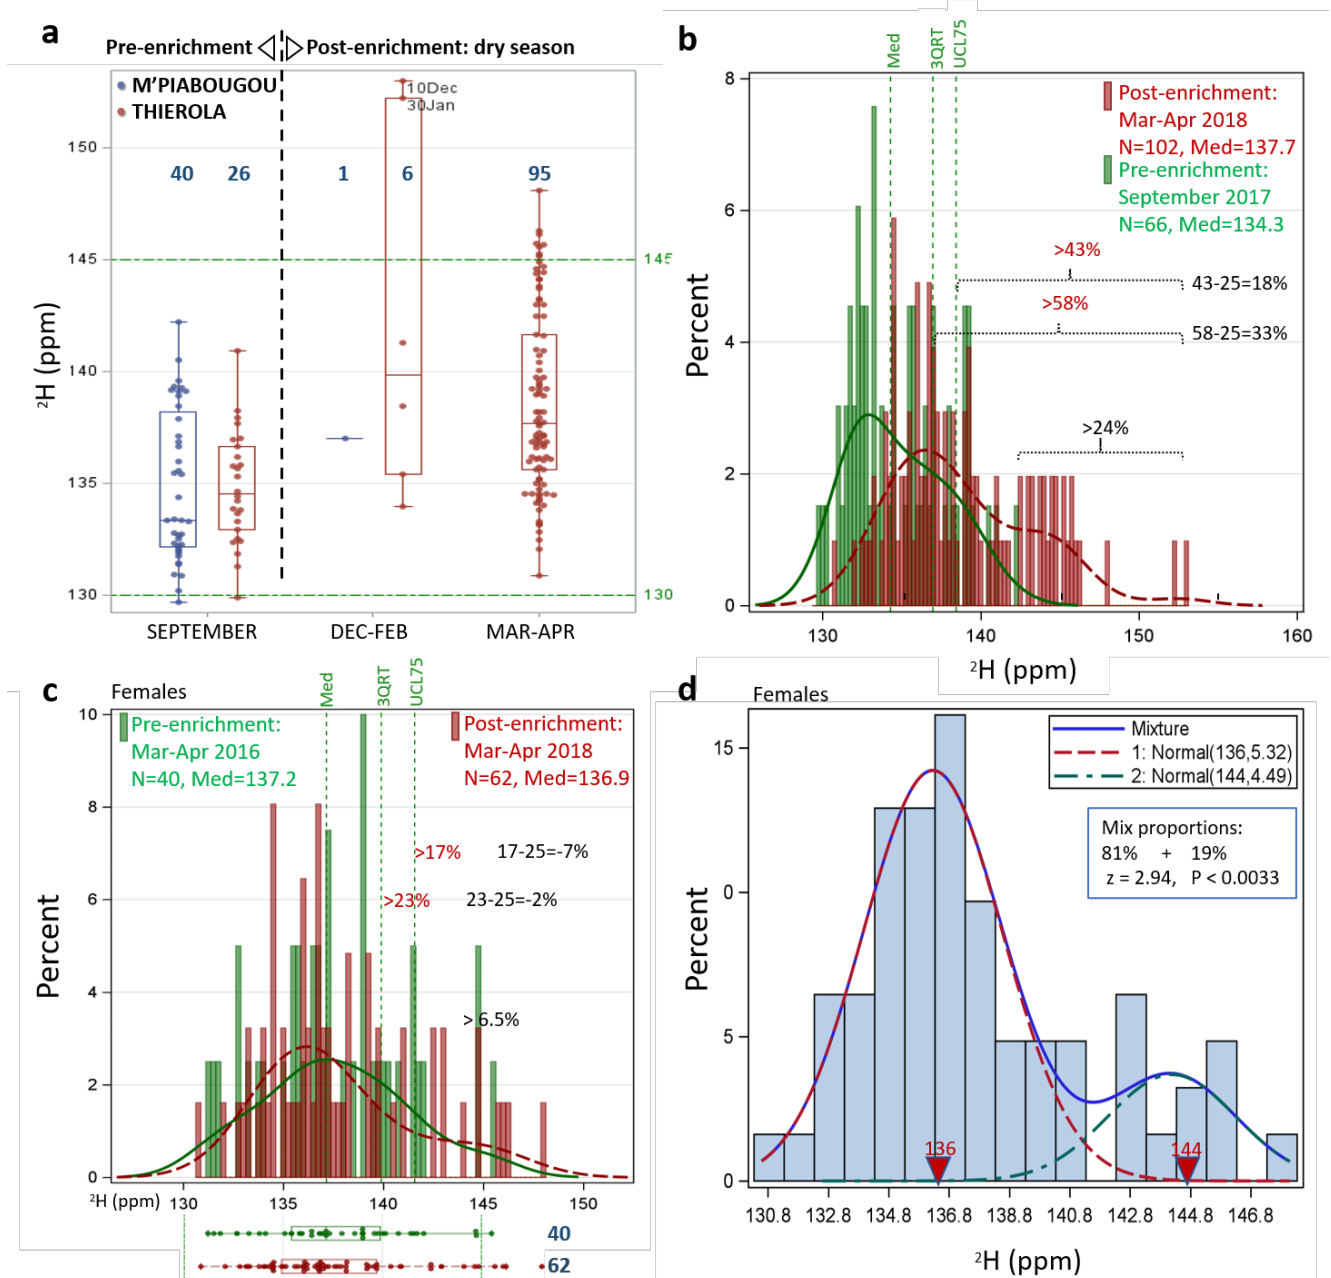 a
Pre-enrichment
Post-enrichment: dry season
M'PIABOUGOU
THIEROLA
10Dec
30Jan
40
26
1
6
95
150
145
140
135
130
145
130
²H (ppm)
SEPTEMBER
DEC-FEB
MAR-APR
b
Med
3QRT
UCL75
Post-enrichment:
Mar-Apr 2018
N=102, Med=137.7
Pre-enrichment:
September 2017
N=66, Med=134.3
>43%
43-25=18%
>58%
58-25=33%
>24%
8
6
4
2
0
Percent
130
140
150
160
²H (ppm)
c
Females
Med
3QRT
UCL75
Pre-enrichment:
Mar-Apr 2016
N=40, Med=137.2
Post-enrichment:
Mar-Apr 2018
N=62, Med=136.9
>17%
17-25=-7%
>23%
23-25=-2%
> 6.5%
10
8
6
4
2
0
Percent
²H (ppm)
130
135
140
145
150
40
62
d
Females
Mixture
1: Normal(136,5.32)
2: Normal(144,4.49)
Mix proportions:
81% + 19%
z = 2.94, P < 0.0033
15
0
5
0
Percent
136
144
130.8
132.8
134.8
136.8
138.8
140.8
142.8
144.8
146.8
²H (ppm)